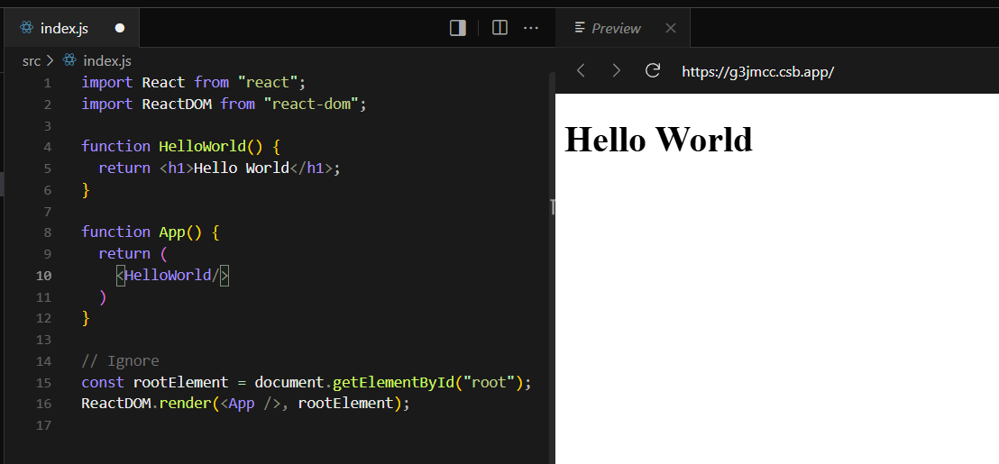 index.js
Preview
src > index.js
https://g3jmcc.csb.app/
1 import React from "react";
2 import ReactDOM from "react-dom";
3
4 function HelloWorld() {
5   return <h1>Hello World</h1>;
6 }
7
8 function App() {
9   return (
10     <HelloWorld/>
11   )
12 }
13
14 // Ignore
15 const rootElement = document.getElementById("root");
16 ReactDOM.render(<App />, rootElement);
17
Hello World